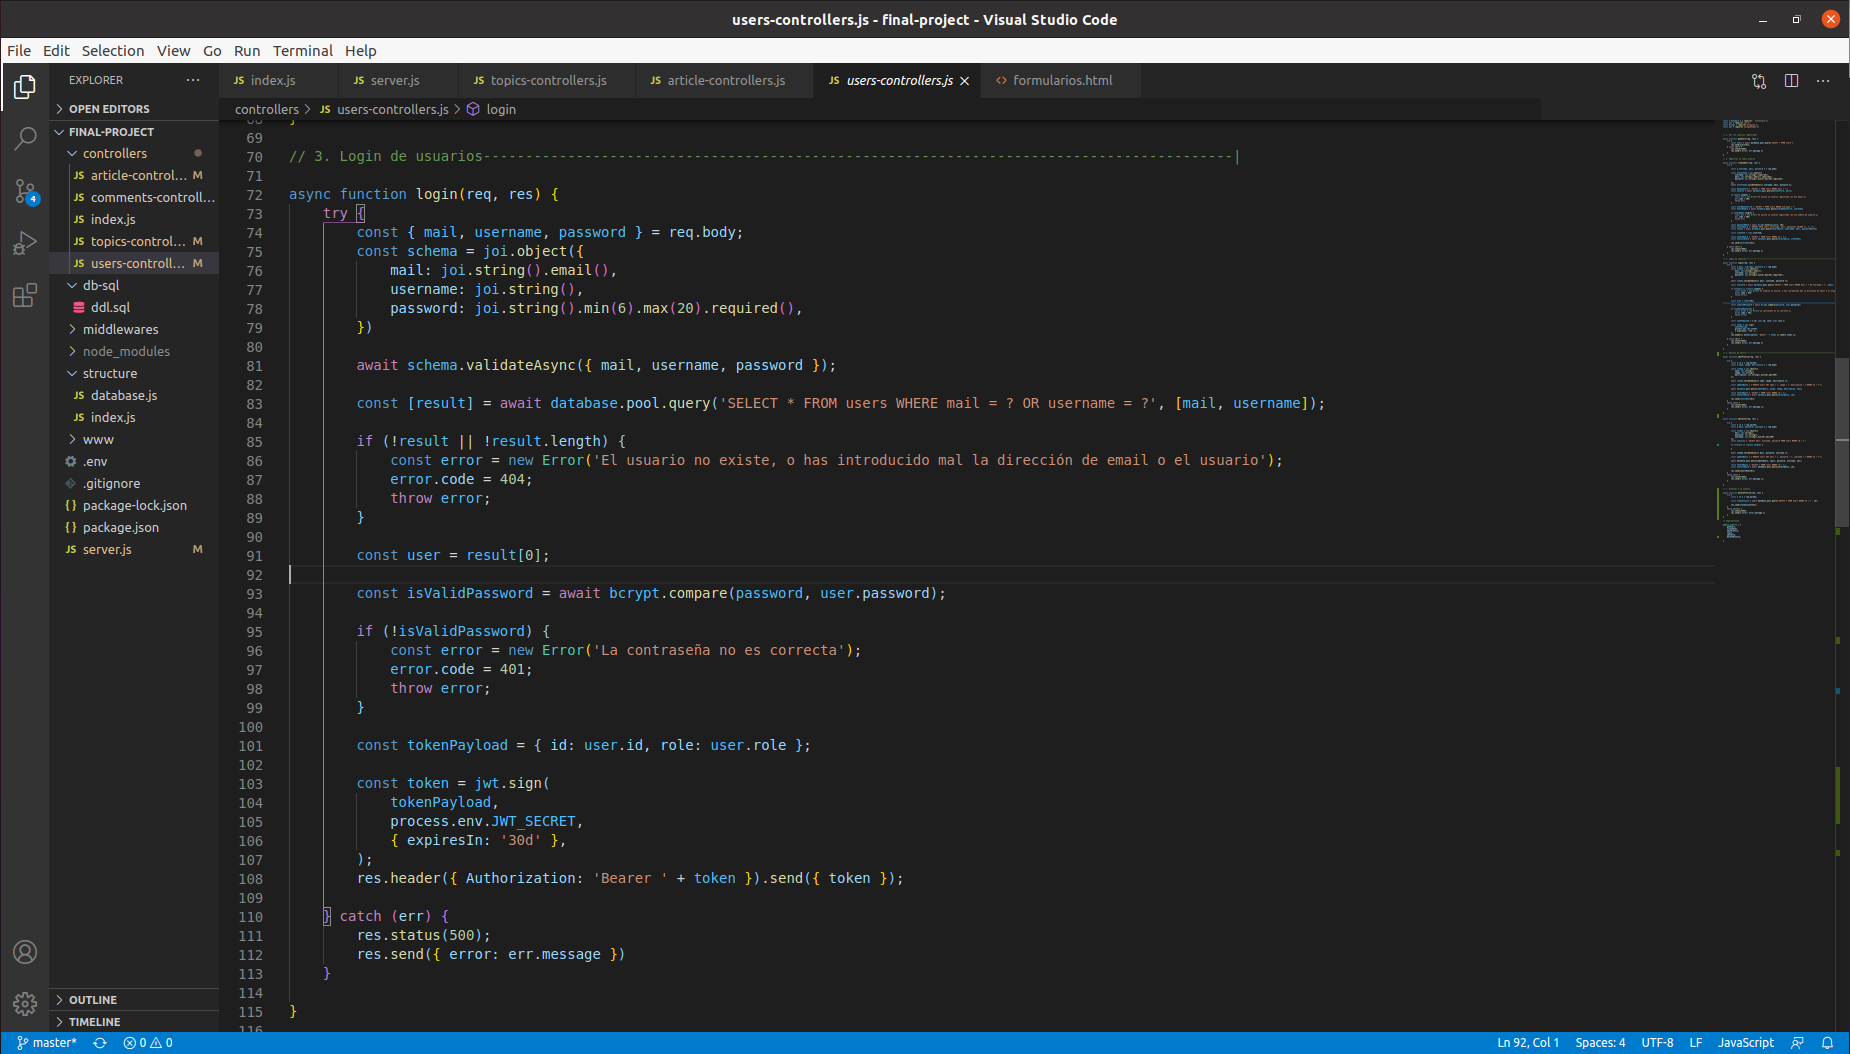 users-controllers.js - final-project - Visual Studio Code
File Edit Selection View Go Run Terminal Help
EXPLORER
JS index.js JS server.js JS topics-controllers.js JS article-controllers.js JS users-controllers.js <> formularios.html
OPEN EDITORS
FINAL-PROJECT
controllers
JS article-control... M
JS comments-controll...
JS index.js
JS topics-control... M
JS users-controll... M
db-sql
ddl.sql
middlewares
node_modules
structure
JS database.js
JS index.js
www
.env
.gitignore
{} package-lock.json
{} package.json
JS server.js M
OUTLINE
TIMELINE
4
controllers > JS users-controllers.js > login
68 }
69
70 // 3. Login de usuarios-----------------------------------------------------------------------------------------|
71
72 async function login(req, res) {
73     try {
74         const { mail, username, password } = req.body;
75         const schema = joi.object({
76             mail: joi.string().email(),
77             username: joi.string(),
78             password: joi.string().min(6).max(20).required(),
79         })
80
81         await schema.validateAsync({ mail, username, password });
82
83         const [result] = await database.pool.query('SELECT * FROM users WHERE mail = ? OR username = ?', [mail, username]);
84
85         if (!result || !result.length) {
86             const error = new Error('El usuario no existe, o has introducido mal la dirección de email o el usuario');
87             error.code = 404;
88             throw error;
89         }
90
91         const user = result[0];
92
93         const isValidPassword = await bcrypt.compare(password, user.password);
94
95         if (!isValidPassword) {
96             const error = new Error('La contraseña no es correcta');
97             error.code = 401;
98             throw error;
99         }
100
101         const tokenPayload = { id: user.id, role: user.role };
102
103         const token = jwt.sign(
104             tokenPayload,
105             process.env.JWT_SECRET,
106             { expiresIn: '30d' },
107         );
108         res.header({ Authorization: 'Bearer ' + token }).send({ token });
109
110     } catch (err) {
111         res.status(500);
112         res.send({ error: err.message })
113     }
114
115 }
116
master* 0 0 Ln 92, Col 1 Spaces: 4 UTF-8 LF JavaScript